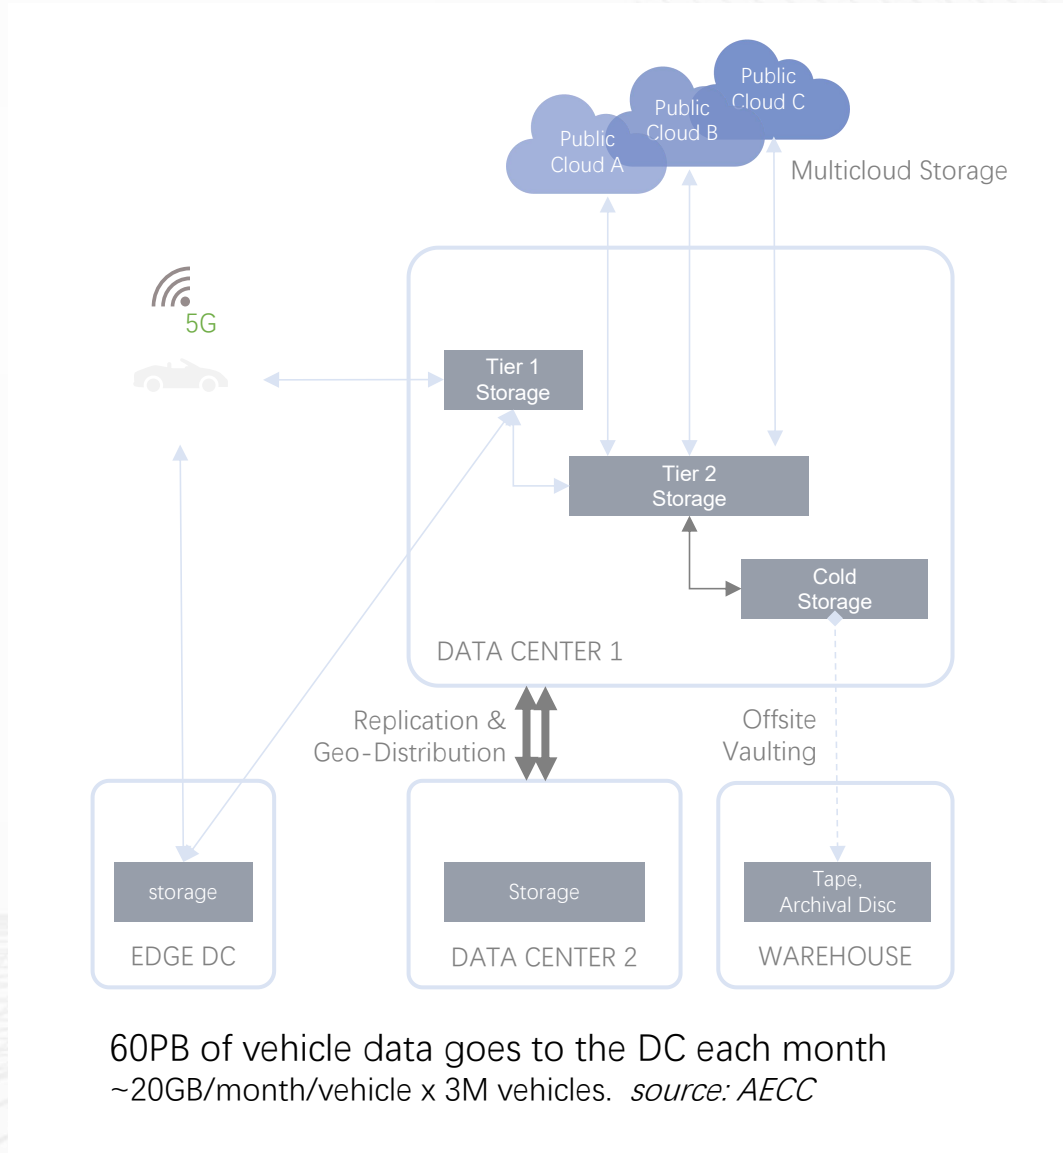 Public
Cloud A
Public
Cloud B
Public
Cloud C
Multicloud Storage
5G
Tier 1
Storage
Tier 2
Storage
Cold
Storage
DATA CENTER 1
Replication &
Geo-Distribution
Offsite
Vaulting
storage
EDGE DC
Storage
DATA CENTER 2
Tape,
Archival Disc
WAREHOUSE
60PB of vehicle data goes to the DC each month
~20GB/month/vehicle x 3M vehicles. source: AECC